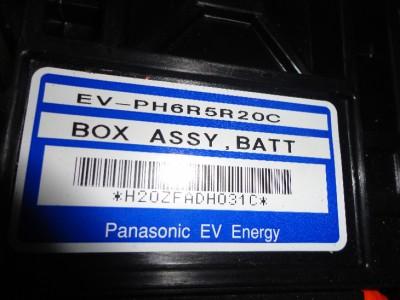 EV-PH6R5R20C
BOX ASSY,BATT
*H20ZFADH031C*
Panasonic EV Energy